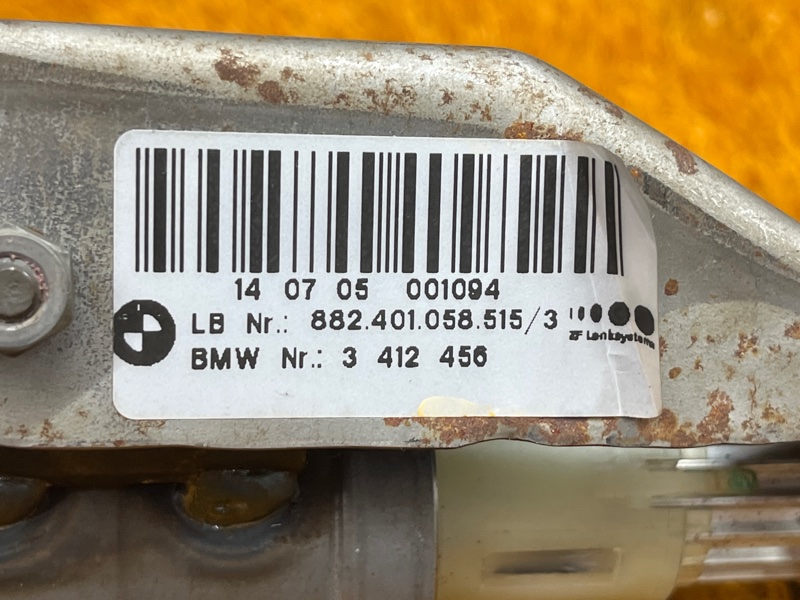 14 07 05 001094
LB Nr.: 882.401.058.515/3
ZF Lenksysteme
BMW Nr.: 3 412 456